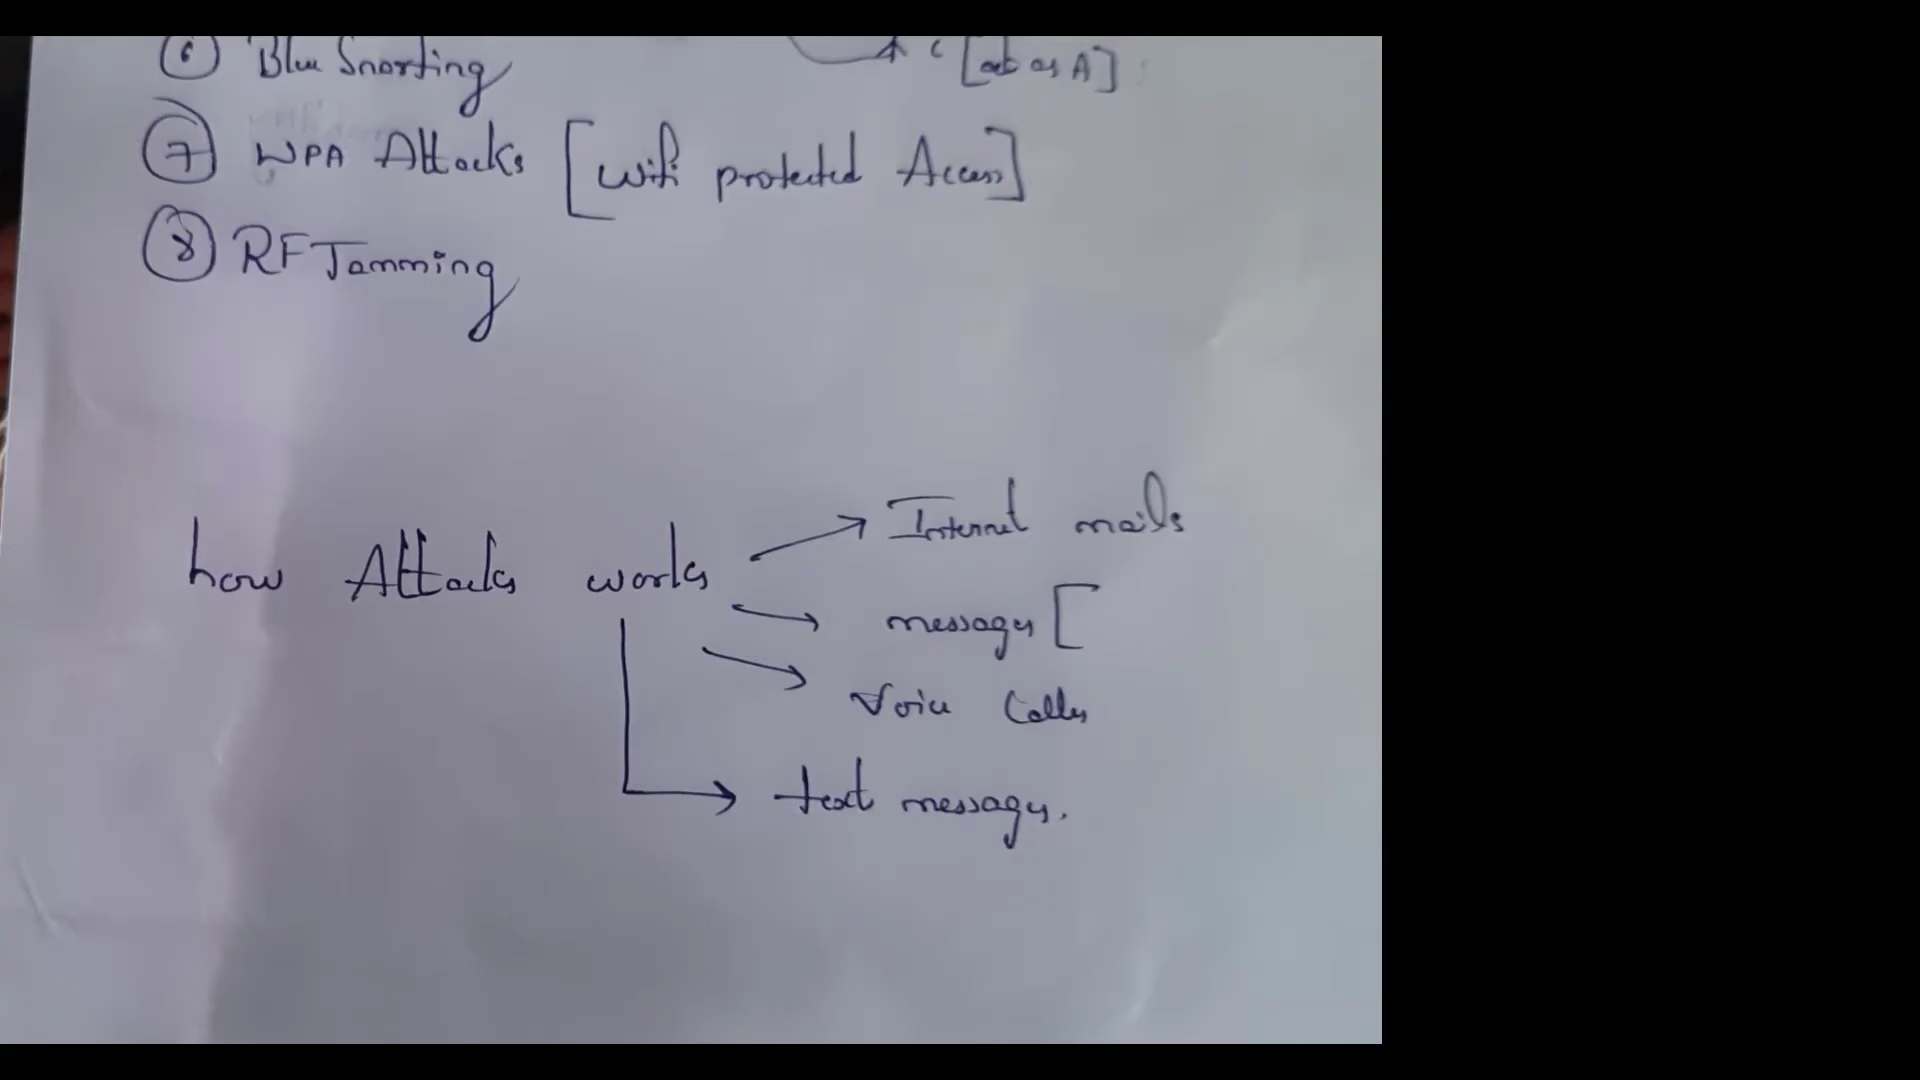 6 Blue Snarfing
C [act as A]
7 WPA Attacks [Wifi protected Access]
8 RF Jamming
how Attacks works
Internet mails
messages [
Voice Calls
text messages.